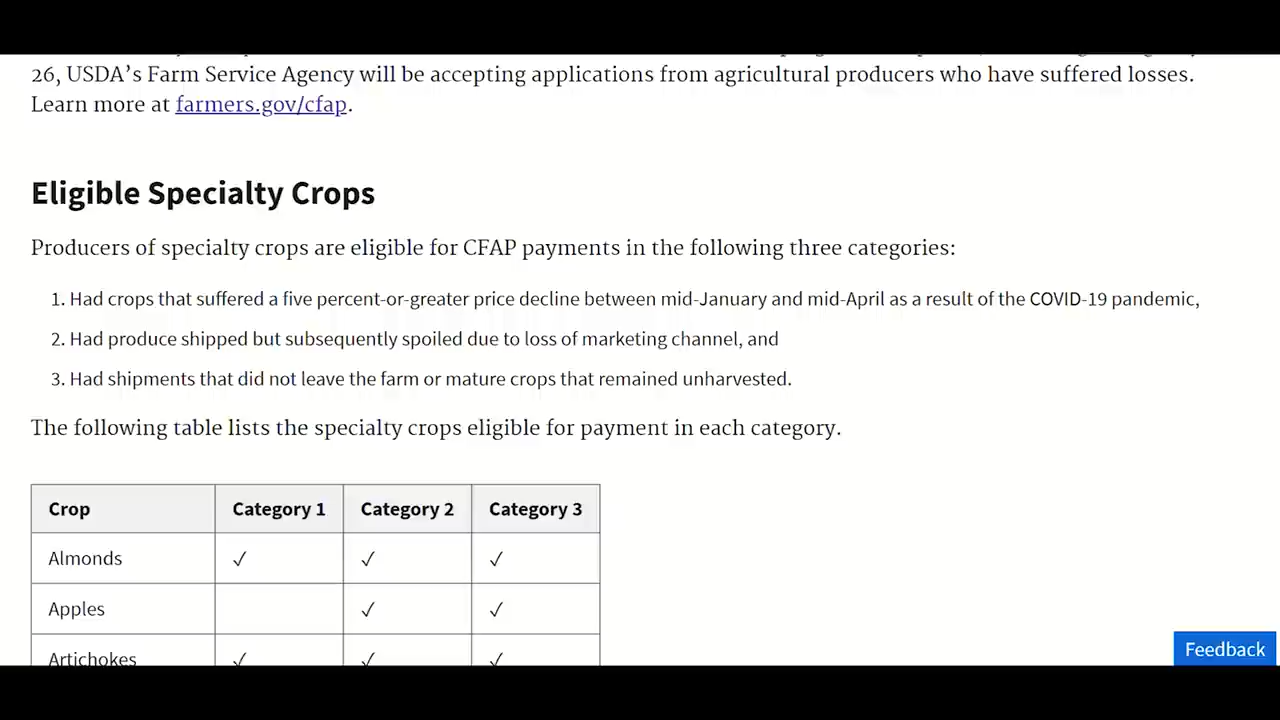 26, USDA’s Farm Service Agency will be accepting applications from agricultural producers who have suffered losses.
Learn more at farmers.gov/cfap.
Eligible Specialty Crops
Producers of specialty crops are eligible for CFAP payments in the following three categories:
1. Had crops that suffered a five percent-or-greater price decline between mid-January and mid-April as a result of the COVID-19 pandemic,
2. Had produce shipped but subsequently spoiled due to loss of marketing channel, and
3. Had shipments that did not leave the farm or mature crops that remained unharvested.
The following table lists the specialty crops eligible for payment in each category.
Crop Category 1 Category 2 Category 3
Almonds ✓ ✓ ✓
Apples ✓ ✓
Artichokes ✓ ✓ ✓
Feedback